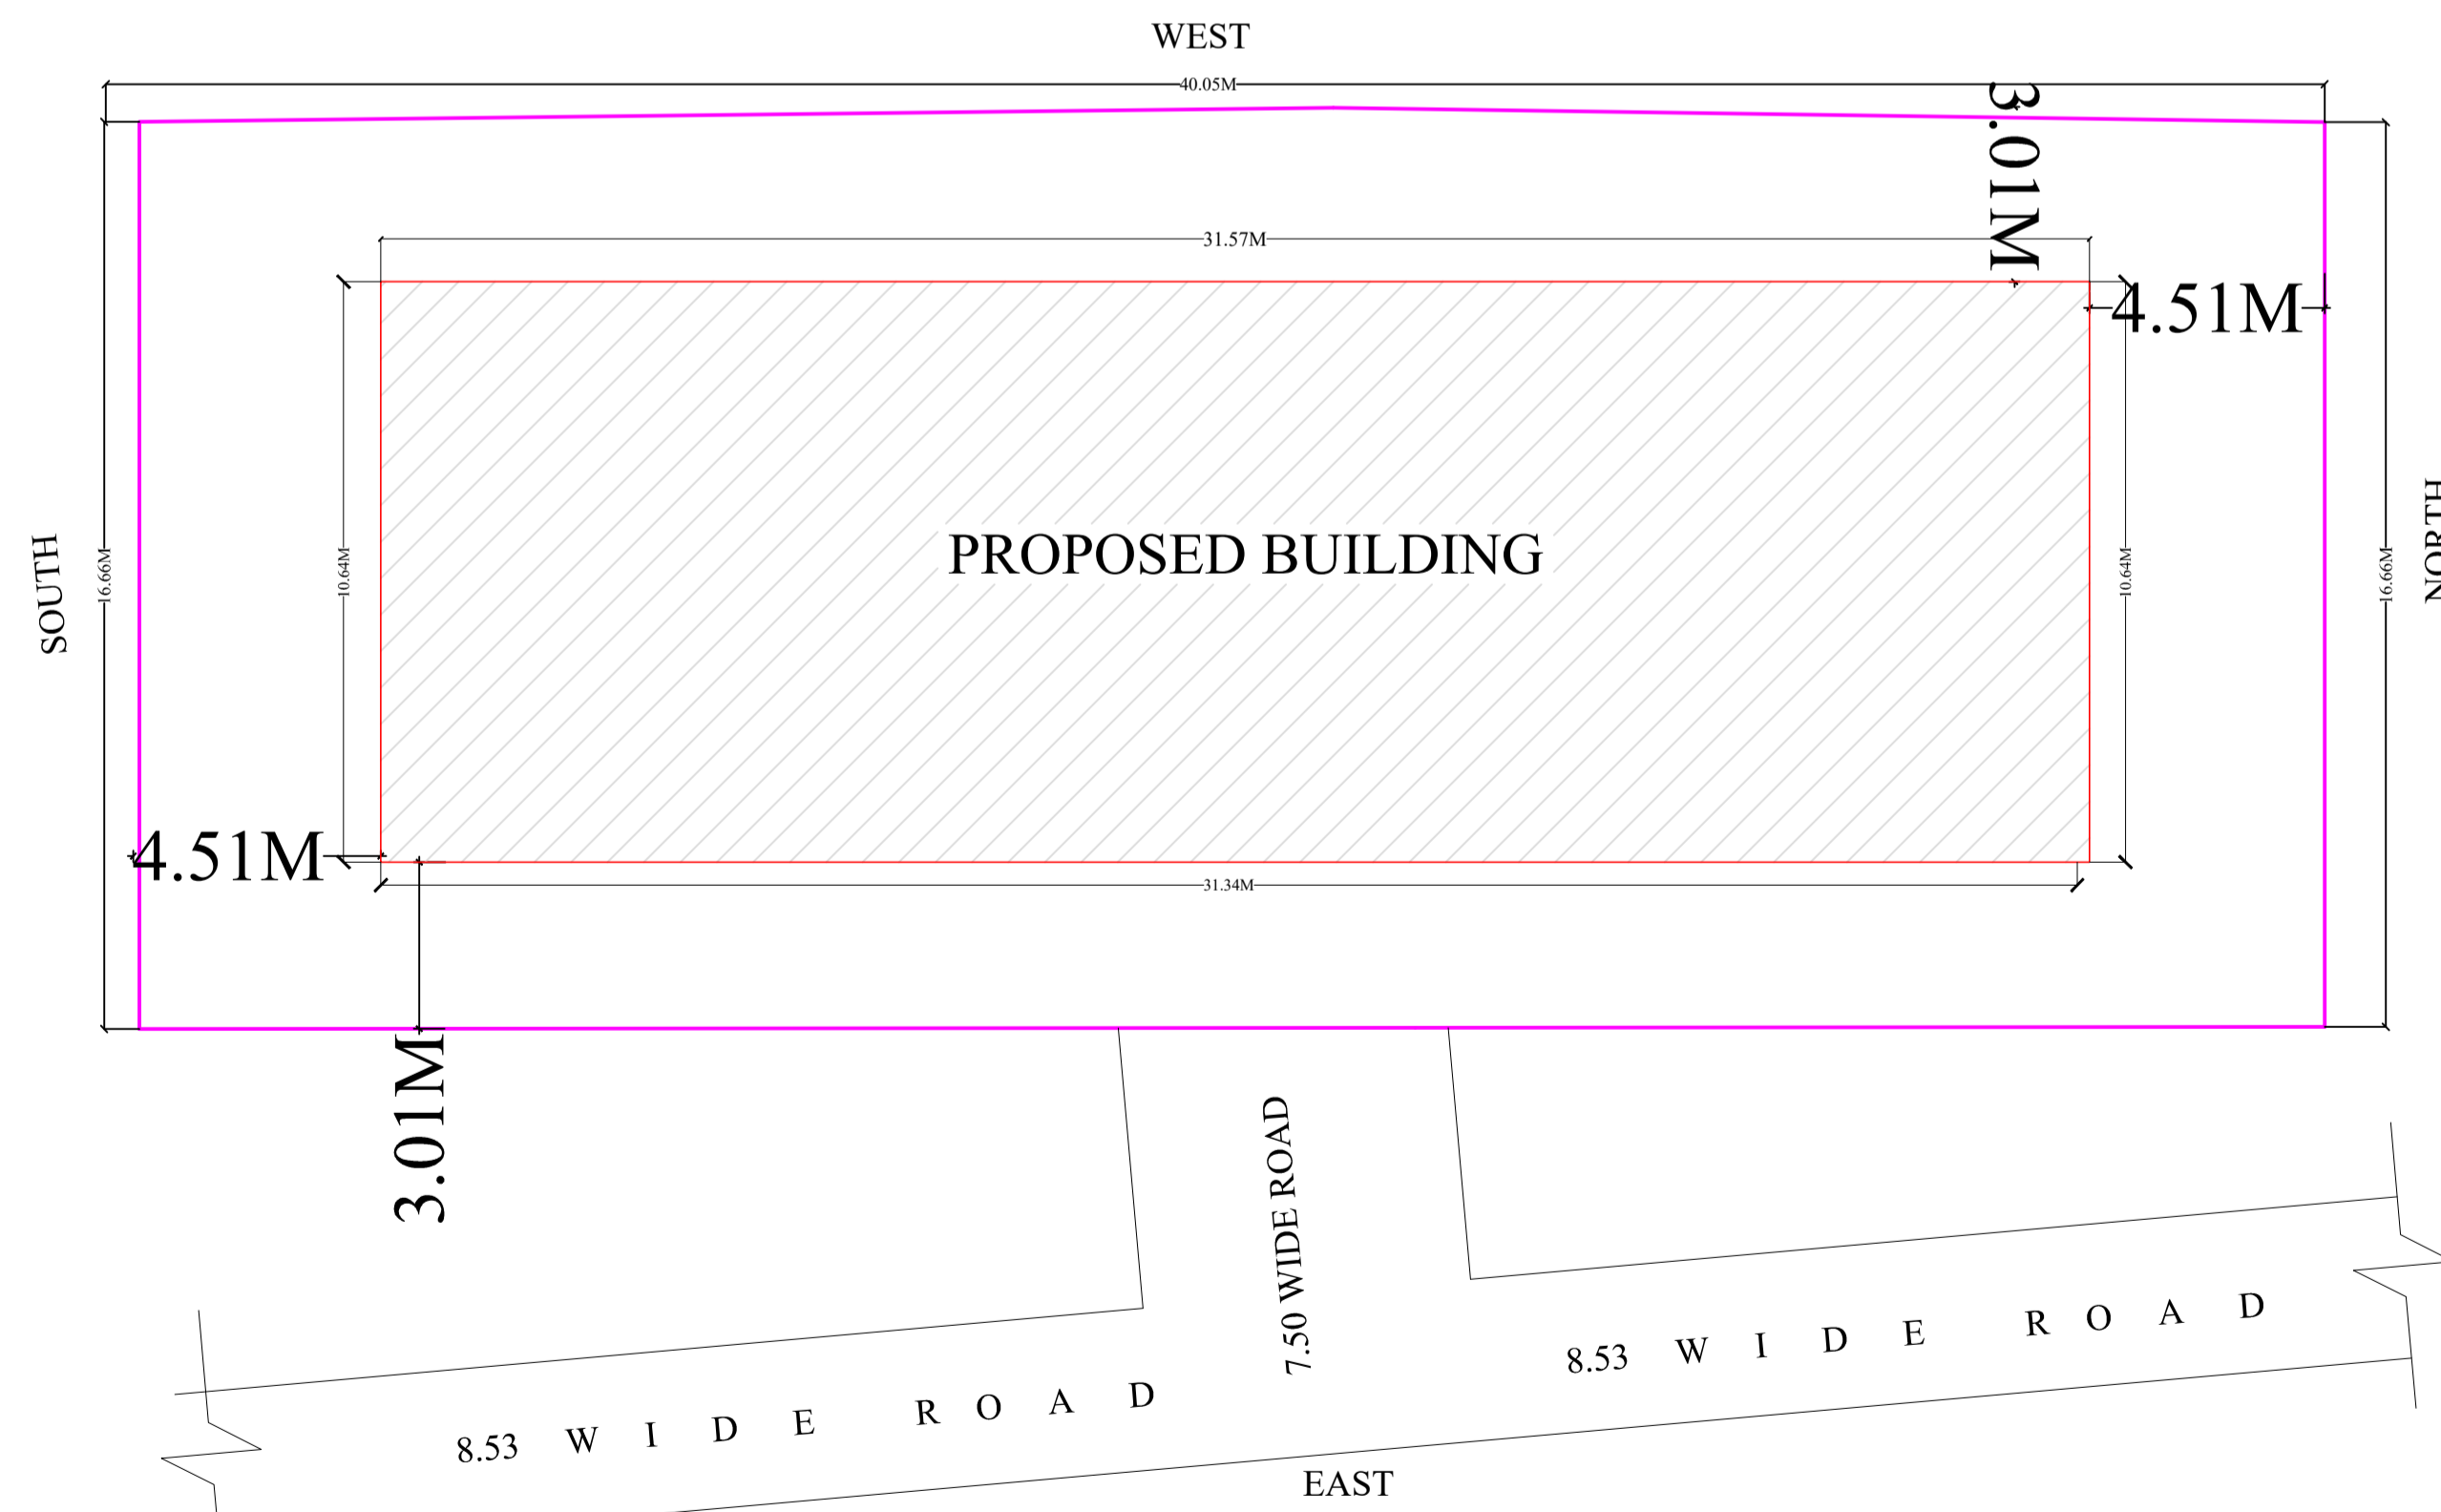 WEST
40.05M
3.01M
31.57M
4.51M
PROPOSED BUILDING
SOUTH
16.66M
10.64M
10.64M
16.66M
NORTH
4.51M
31.34M
3.01M
7.50 WIDE ROAD
8.53 WIDE ROAD
8.53 WIDE ROAD
EAST